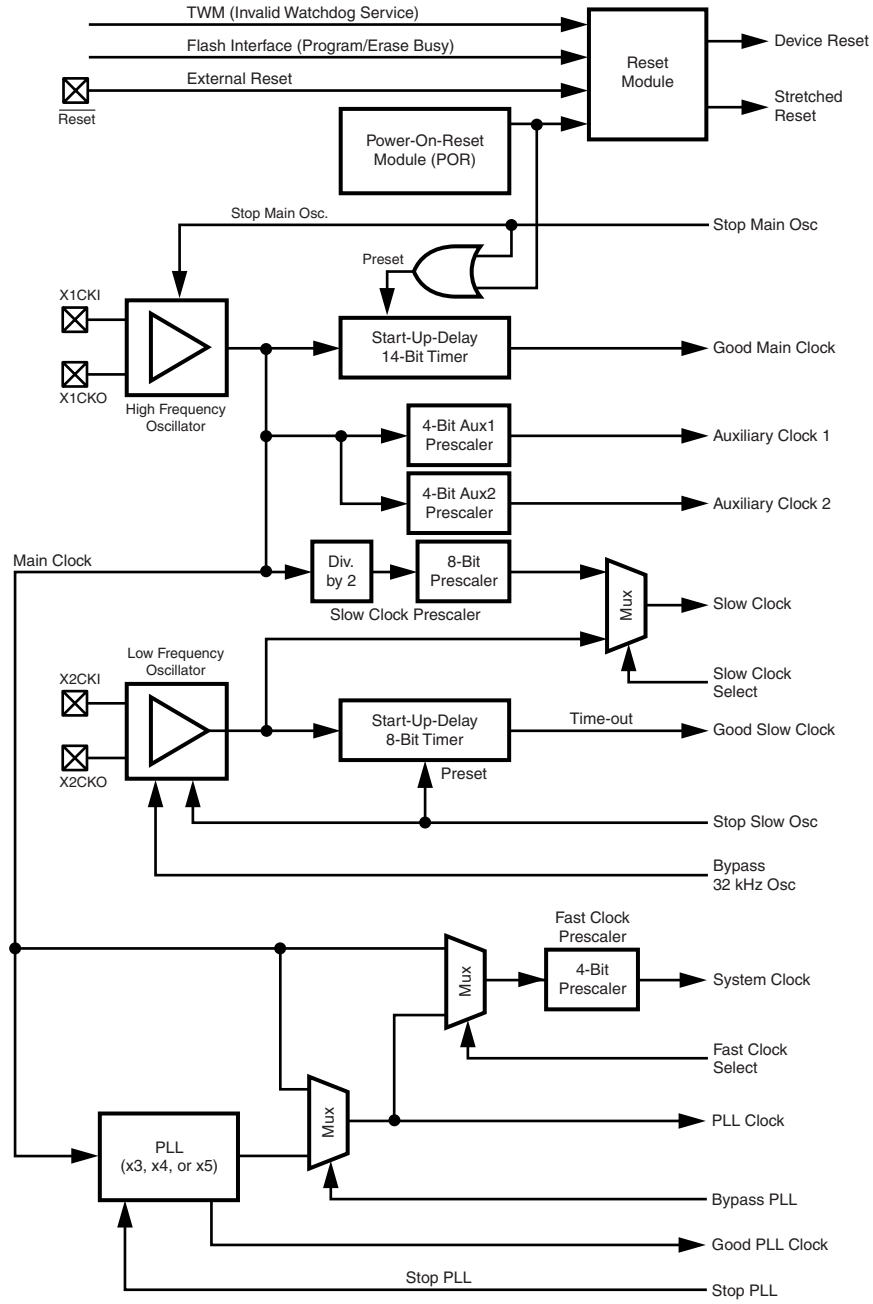 TWM (Invalid Watchdog Service)
Flash Interface (Program/Erase Busy)
External Reset
Reset
Reset
Module
Device Reset
Stretched
Reset
Power-On-Reset
Module (POR)
Stop Main Osc.
Stop Main Osc
Preset
X1CKI
X1CKO
High Frequency
Oscillator
Start-Up-Delay
14-Bit Timer
Good Main Clock
4-Bit Aux1
Prescaler
Auxiliary Clock 1
4-Bit Aux2
Prescaler
Auxiliary Clock 2
Main Clock
Div.
by 2
8-Bit
Prescaler
Slow Clock Prescaler
Mux
Slow Clock
Slow Clock
Select
Low Frequency
Oscillator
X2CKI
X2CKO
Start-Up-Delay
8-Bit Timer
Time-out
Good Slow Clock
Preset
Stop Slow Osc
Bypass
32 kHz Osc
Fast Clock
Prescaler
Mux
4-Bit
Prescaler
System Clock
Fast Clock
Select
Mux
PLL Clock
PLL
(x3, x4, or x5)
Bypass PLL
Good PLL Clock
Stop PLL
Stop PLL